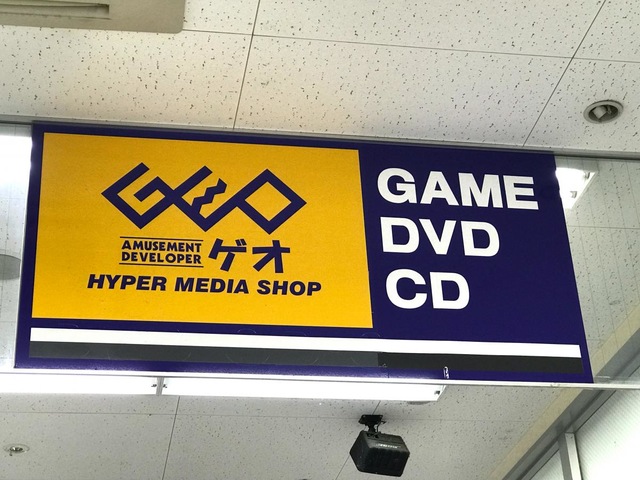 GEO
AMUSEMENT
DEVELOPER
ゲオ
HYPER MEDIA SHOP
GAME
DVD
CD